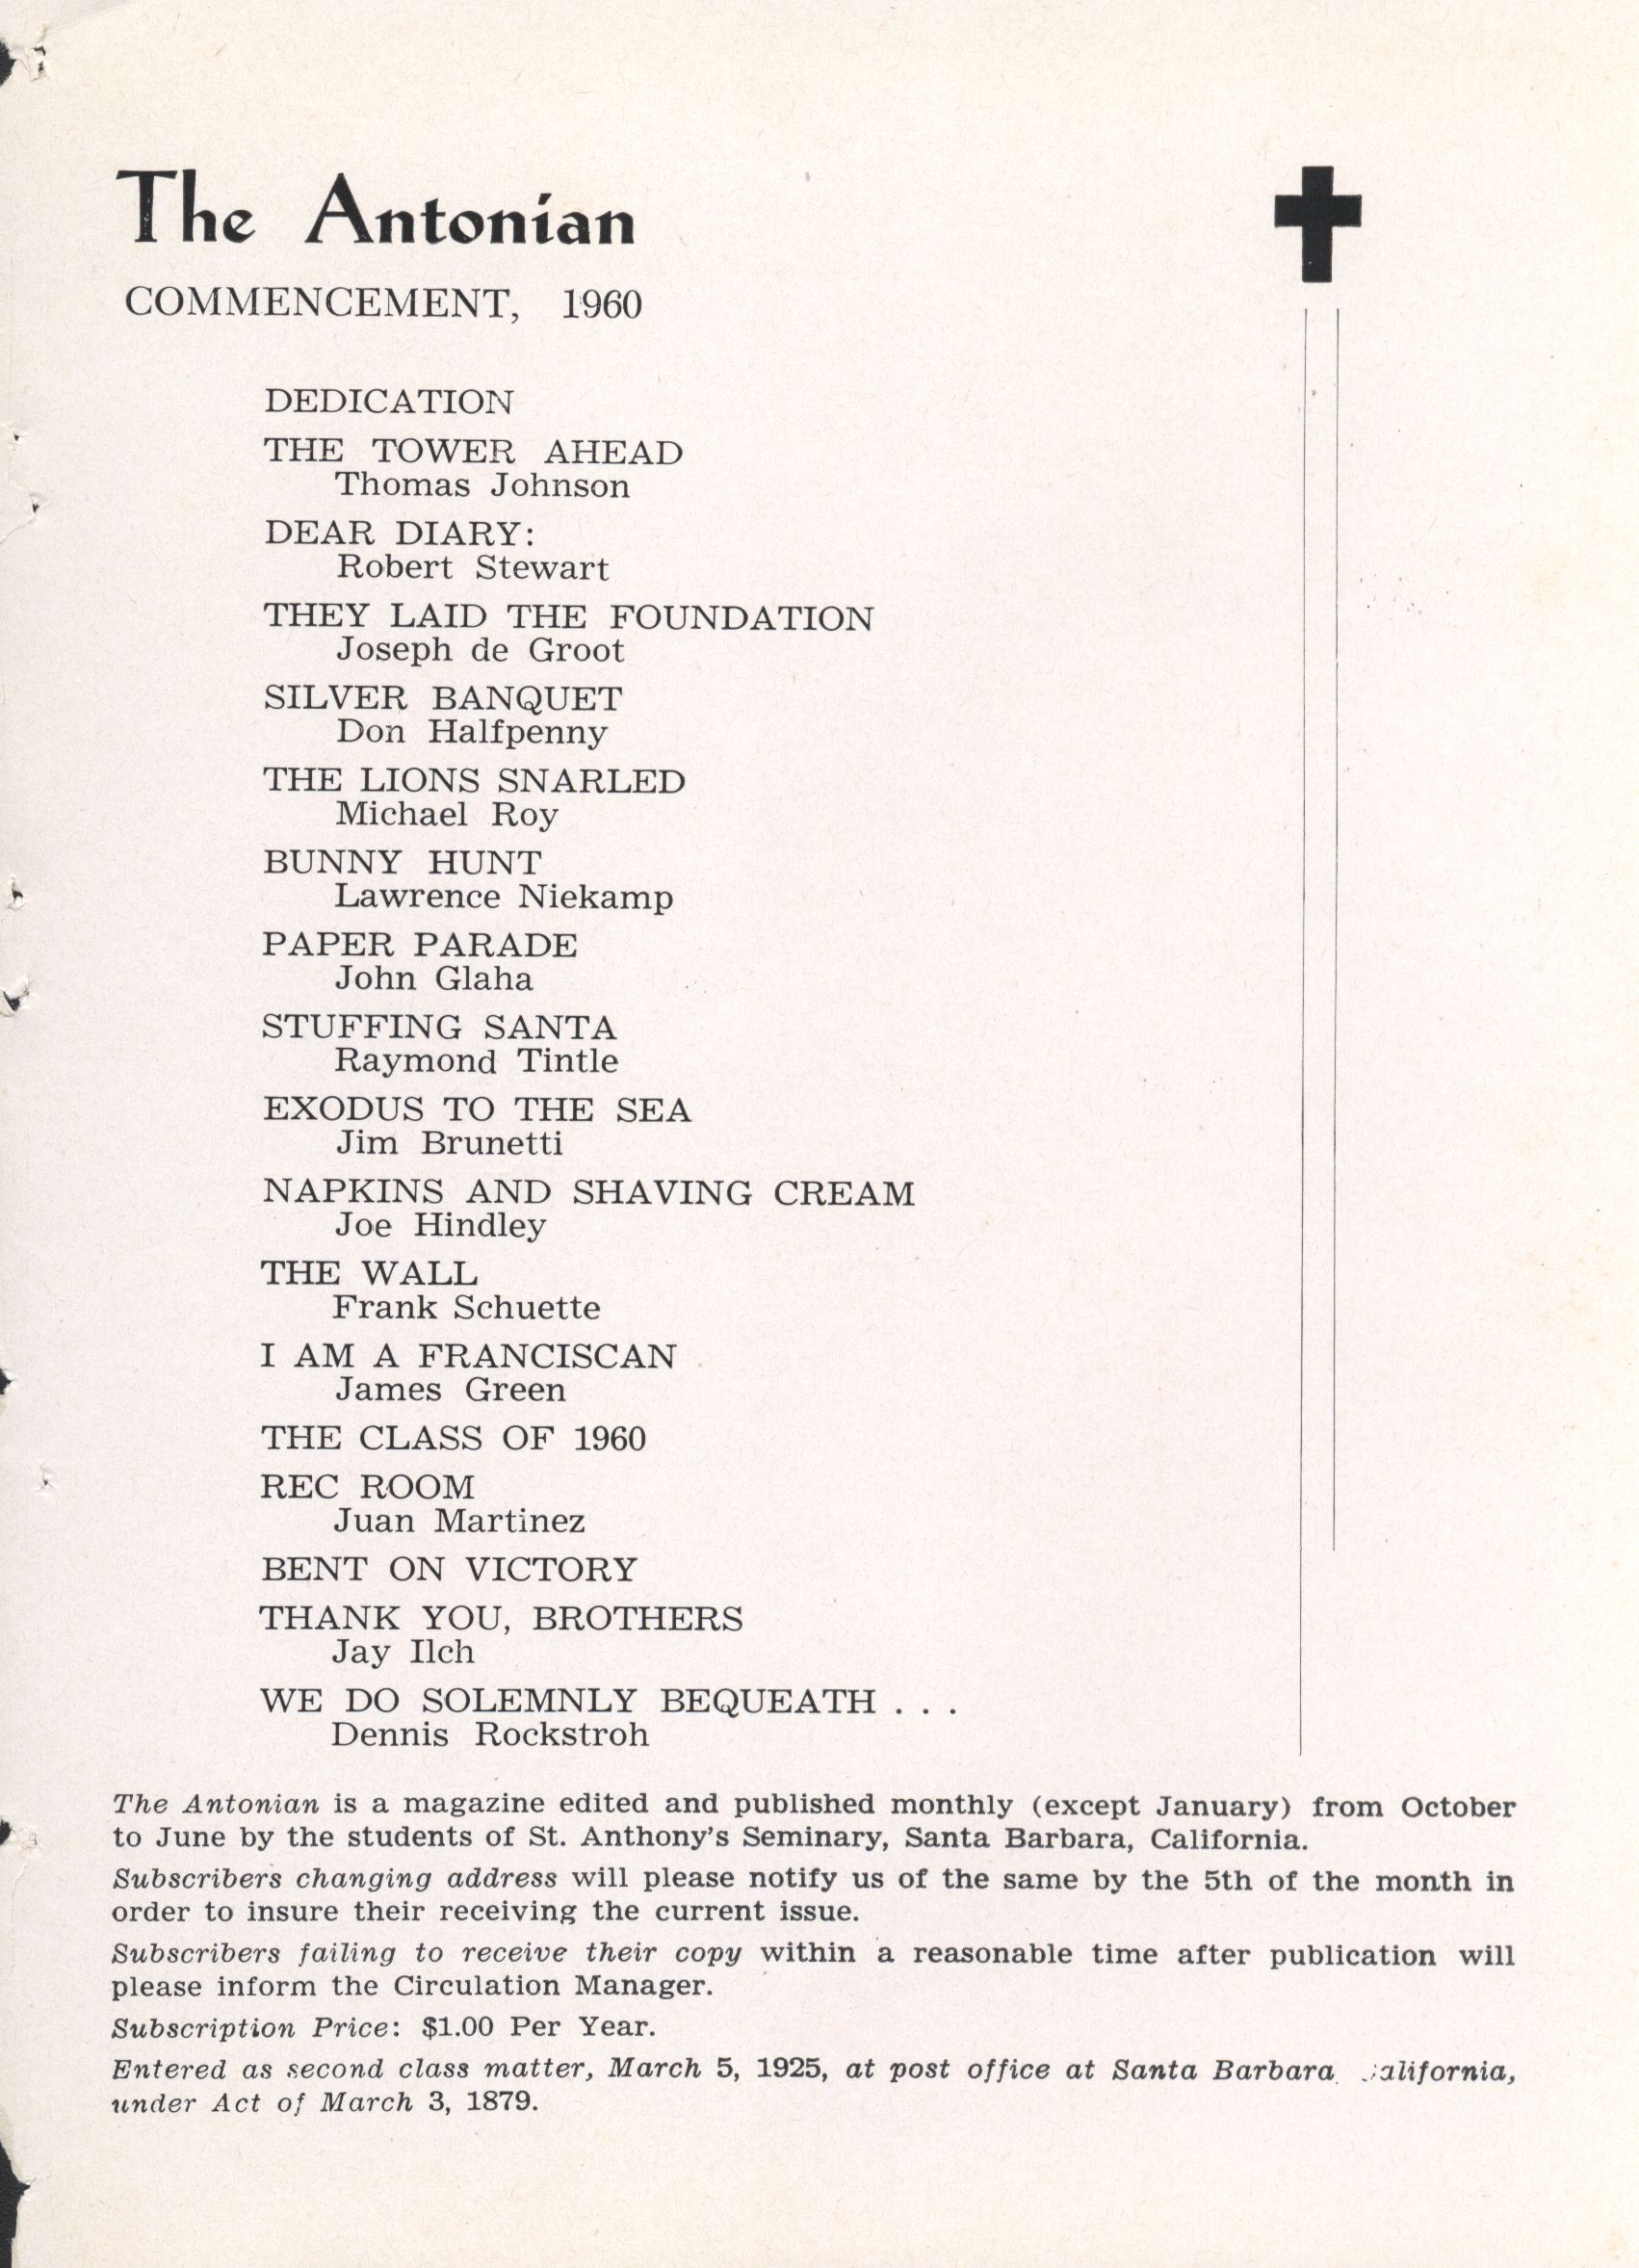 The Antonian
COMMENCEMENT, 1960
DEDICATION
THE TOWER AHEAD
Thomas Johnson
DEAR DIARY:
Robert Stewart
THEY LAID THE FOUNDATION
Joseph de Groot
SILVER BANQUET
Don Halfpenny
THE LIONS SNARLED
Michael Roy
BUNNY HUNT
Lawrence Niekamp
PAPER PARADE
John Glaha
STUFFING SANTA
Raymond Tintle
EXODUS TO THE SEA
Jim Brunetti
NAPKINS AND SHAVING CREAM
Joe Hindley
THE WALL
Frank Schuette
I AM A FRANCISCAN
James Green
THE CLASS OF 1960
REC ROOM
Juan Martinez
BENT ON VICTORY
THANK YOU, BROTHERS
Jay Ilch
WE DO SOLEMNLY BEQUEATH . . .
Dennis Rockstroh
The Antonian is a magazine edited and published monthly (except January) from October
to June by the students of St. Anthony's Seminary, Santa Barbara, California.
Subscribers changing address will please notify us of the same by the 5th of the month in
order to insure their receiving the current issue.
Subscribers failing to receive their copy within a reasonable time after publication will
please inform the Circulation Manager.
Subscription Price: $1.00 Per Year.
Entered as second class matter, March 5, 1925, at post office at Santa Barbara California,
under Act of March 3, 1879.